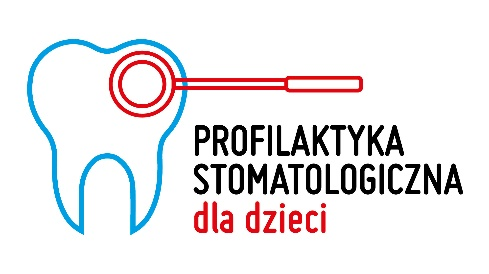 PROFILAKTYKA
STOMATOLOGICZNA
dla dzieci